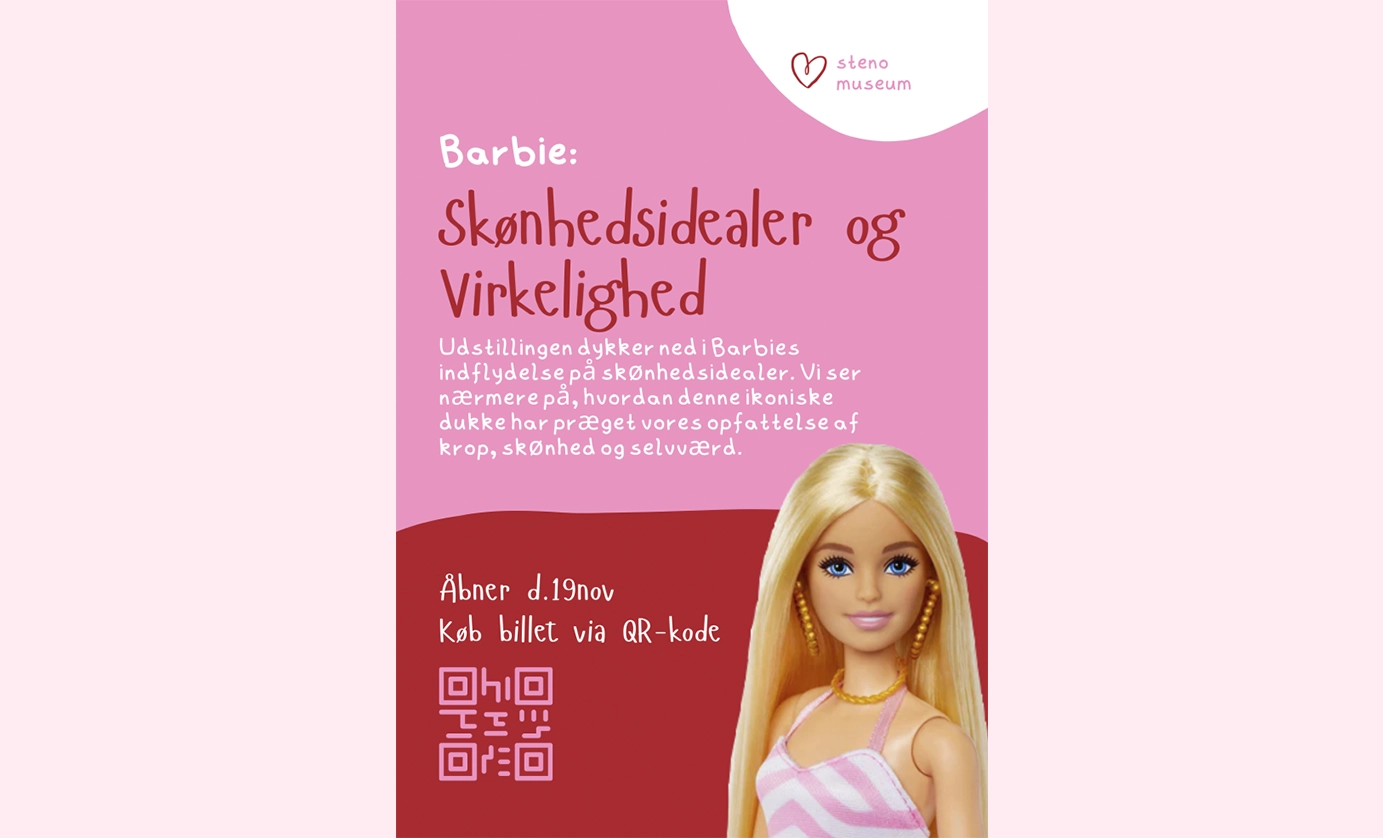 steno
museum
Barbie:
Skønhedsidealer og
Virkelighed
Udstillingen dykker ned i Barbies
indflydelse på skønhedsidealer. Vi ser
nærmere på, hvordan denne ikoniske
dukke har præget vores opfattelse af
krop, skønhed og selvværd.
Åbner d.19nov
Køb billet via QR-kode